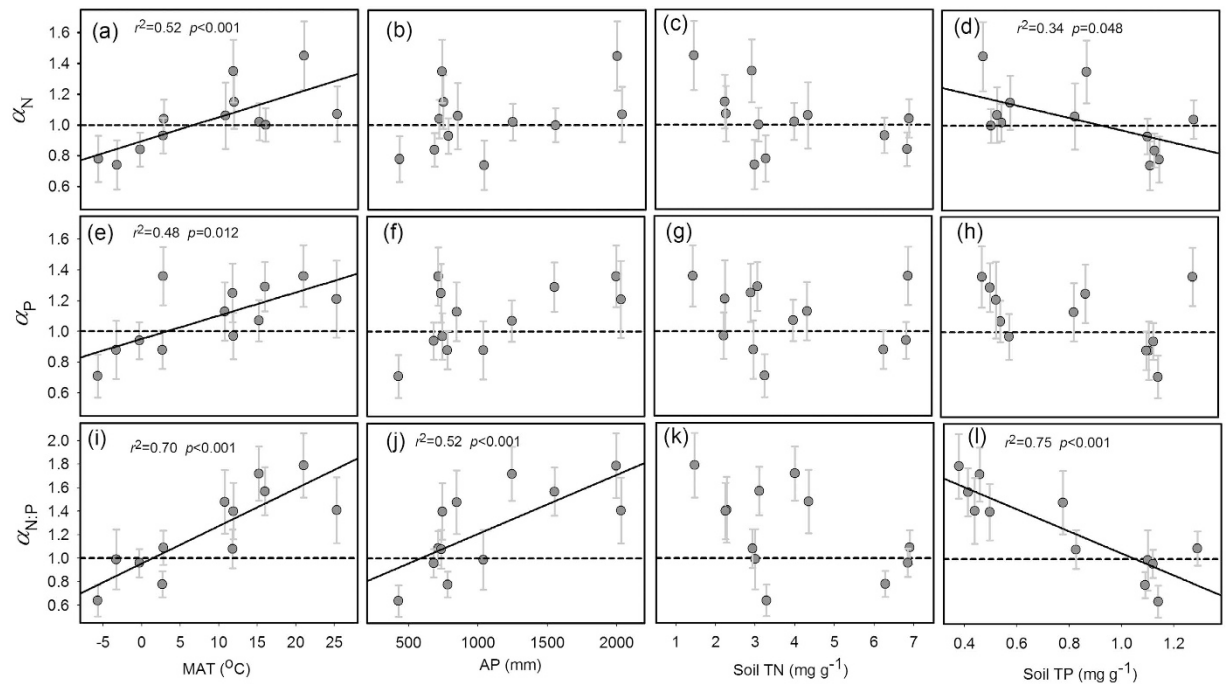 (a) r²=0.52 p<0.001
(b)
(c)
(d) r²=0.34 p=0.048
αN
1.6
1.4
1.2
1.0
0.8
0.6
(e) r²=0.48 p=0.012
(f)
(g)
(h)
αP
1.6
1.4
1.2
1.0
0.8
0.6
(i) r²=0.70 p<0.001
(j) r²=0.52 p<0.001
(k)
(l) r²=0.75 p<0.001
αN:P
2.0
1.8
1.6
1.4
1.2
1.0
0.8
0.6
-5 0 5 10 15 20 25
500 1000 1500 2000
1 2 3 4 5 6 7
0.4 0.6 0.8 1.0 1.2
MAT (°C)
AP (mm)
Soil TN (mg g⁻¹)
Soil TP (mg g⁻¹)